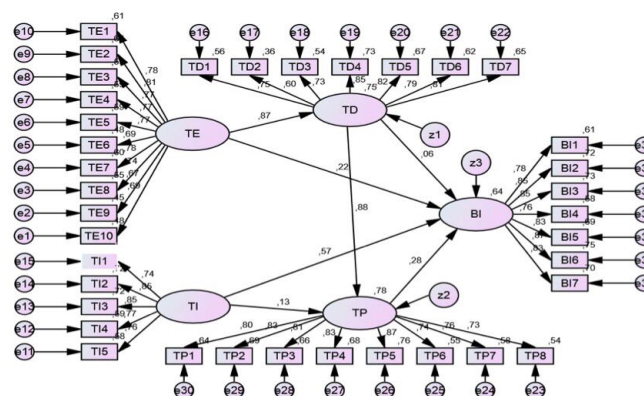 e16 e17 e18 e19 e20 e21 e22
,56 ,36 ,54 ,73 ,67 ,62 ,65
TD1 TD2 TD3 TD4 TD5 TD6 TD7
,75 ,60 ,73 ,85 ,82 ,79 ,81
e10 TE1 ,61
e9 TE2
e8 TE3
e7 TE4
e6 TE5
e5 TE6
e4 TE7
e3 TE8
e2 TE9
e1 TE10
,78
,81
,77
,77
,77
,69
,78
,74
,67
,69
,48
TE
,87
TD
,75
z1
,22
,06
z3
,88
BI
,64
BI1 ,61
BI2 ,72
BI3 ,73
BI4
BI5
BI6 ,75
BI7 ,70
,78
,85
,85
,76
,83
,87
,83
e15 TI1
e14 TI2
e13 TI3
e12 TI4
e11 TI5
,74
,85
,85
,77
,76
TI
,57
,13
,28
TP
,78
z2
,80 ,83 ,81 ,83 ,87 ,74 ,76 ,73
,64 ,69 ,66 ,68 ,76 ,55 ,58 ,54
TP1 TP2 TP3 TP4 TP5 TP6 TP7 TP8
e30 e29 e28 e27 e26 e25 e24 e23